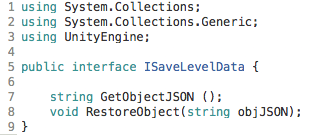 1 using System.Collections;
2 using System.Collections.Generic;
3 using UnityEngine;
4
5 public interface ISaveLevelData {
6
7     string GetObjectJSON ();
8     void RestoreObject(string objJSON);
9 }